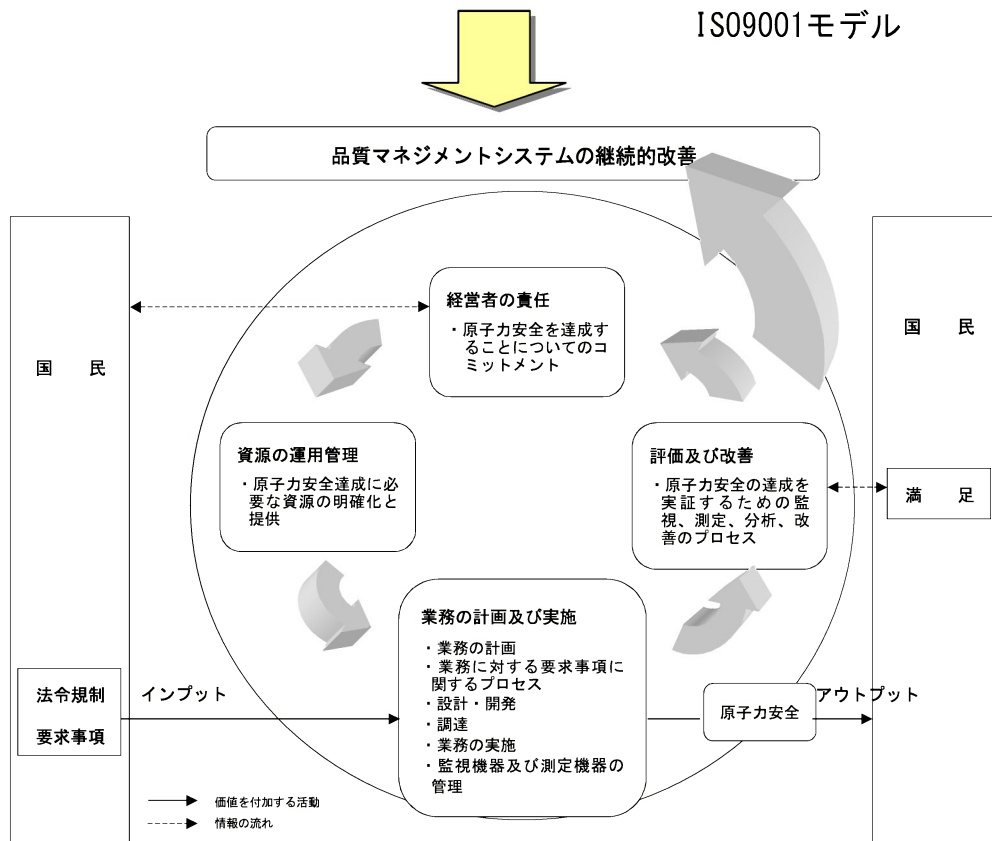 ISO9001モデル
品質マネジメントシステムの継続的改善
国　民
経営者の責任
・原子力安全を達成す
ることについてのコ
ミットメント
国　民
資源の運用管理
・原子力安全達成に必
要な資源の明確化と
提供
評価及び改善
・原子力安全の達成を
実証するための監
視、測定、分析、改
善のプロセス
満　足
業務の計画及び実施
・業務の計画
・業務に対する要求事項に
関するプロセス
・設計・開発
・調達
・業務の実施
・監視機器及び測定機器の
管理
法令規制
要求事項
インプット
原子力安全
アウトプット
価値を付加する活動
情報の流れ